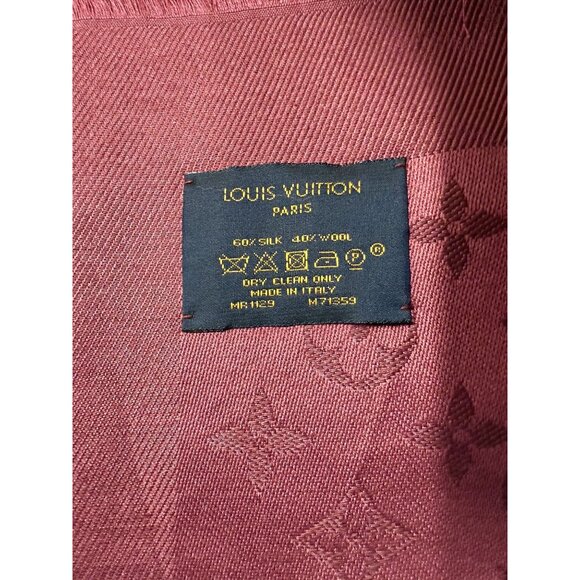 LOUIS VUITTON
PARIS
60% SILK 40% WOOL
P ®
DRY CLEAN ONLY
MADE IN ITALY
MR1129 M71359